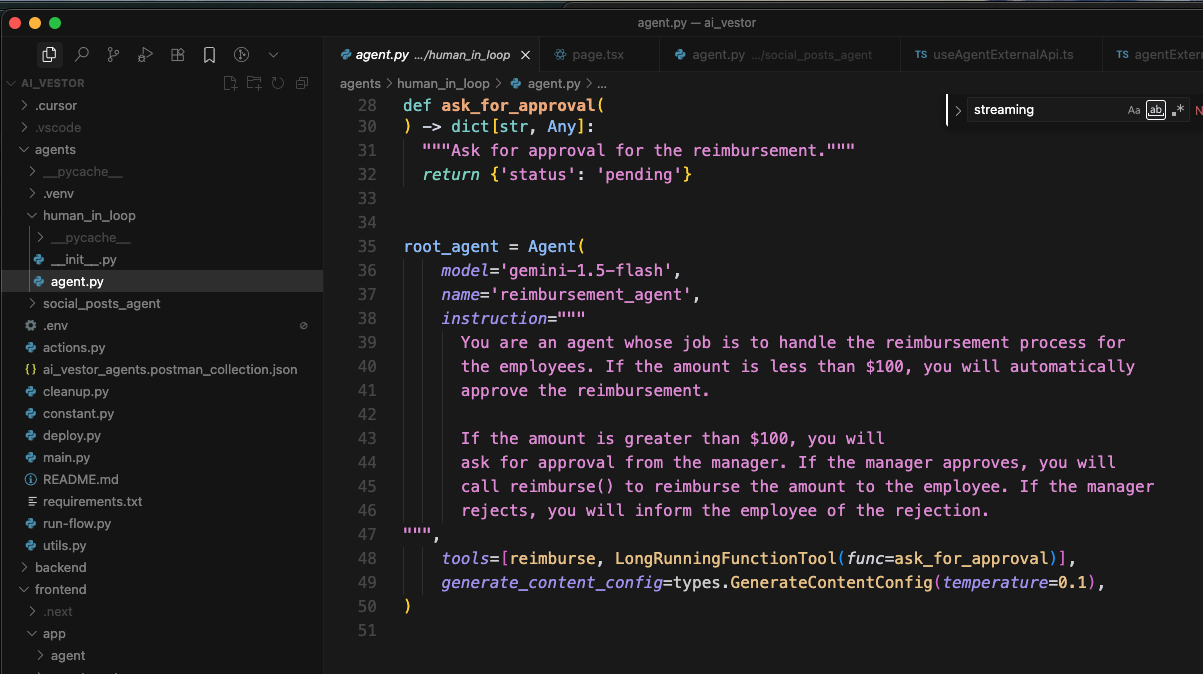 agent.py — ai_vestor
agent.py .../human_in_loop
page.tsx
agent.py .../social_posts_agent
TS useAgentExternalApi.ts
TS agentExtern
AI_VESTOR
.cursor
.vscode
agents
__pycache__
.venv
human_in_loop
__pycache__
__init__.py
agent.py
social_posts_agent
.env
actions.py
{} ai_vestor_agents.postman_collection.json
cleanup.py
constant.py
deploy.py
main.py
README.md
requirements.txt
run-flow.py
utils.py
backend
frontend
.next
app
agent
agents > human_in_loop > agent.py > ...
streaming Aa ab .* N
28 def ask_for_approval(
30 ) -> dict[str, Any]:
31 """Ask for approval for the reimbursement."""
32 return {'status': 'pending'}
33
34
35 root_agent = Agent(
36 model='gemini-1.5-flash',
37 name='reimbursement_agent',
38 instruction="""
39 You are an agent whose job is to handle the reimbursement process for
40 the employees. If the amount is less than $100, you will automatically
41 approve the reimbursement.
42
43 If the amount is greater than $100, you will
44 ask for approval from the manager. If the manager approves, you will
45 call reimburse() to reimburse the amount to the employee. If the manager
46 rejects, you will inform the employee of the rejection.
47 """,
48 tools=[reimburse, LongRunningFunctionTool(func=ask_for_approval)],
49 generate_content_config=types.GenerateContentConfig(temperature=0.1),
50 )
51